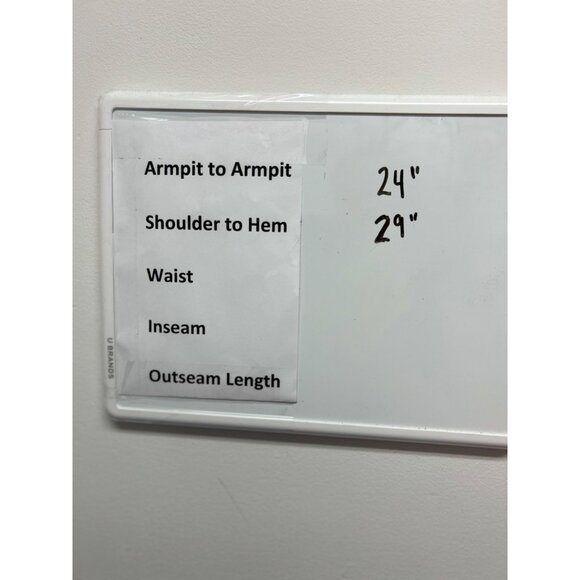 Armpit to Armpit 24"
Shoulder to Hem 29"
Waist
Inseam
Outseam Length
U BRANDS